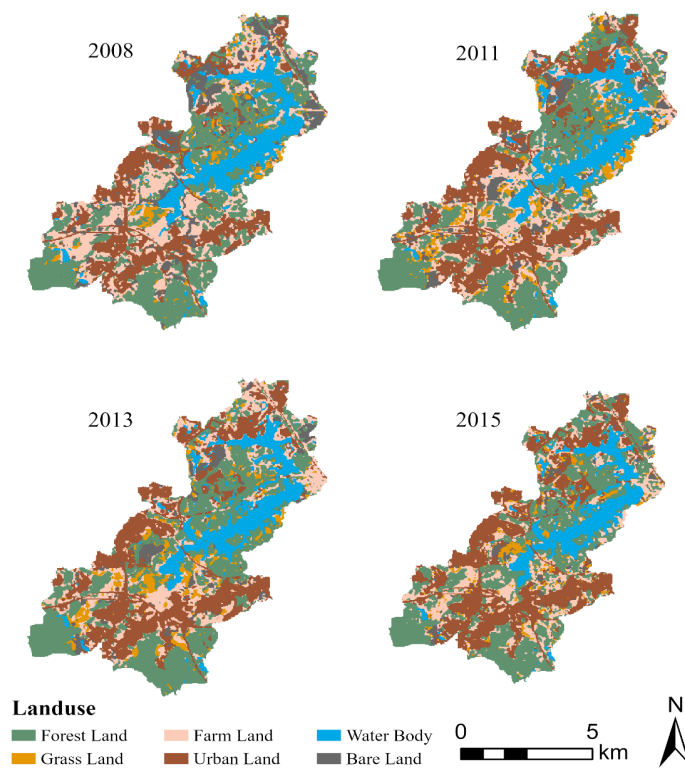 2008
2011
2013
2015
Landuse
Forest Land Farm Land Water Body
Grass Land Urban Land Bare Land
0 5
km
N